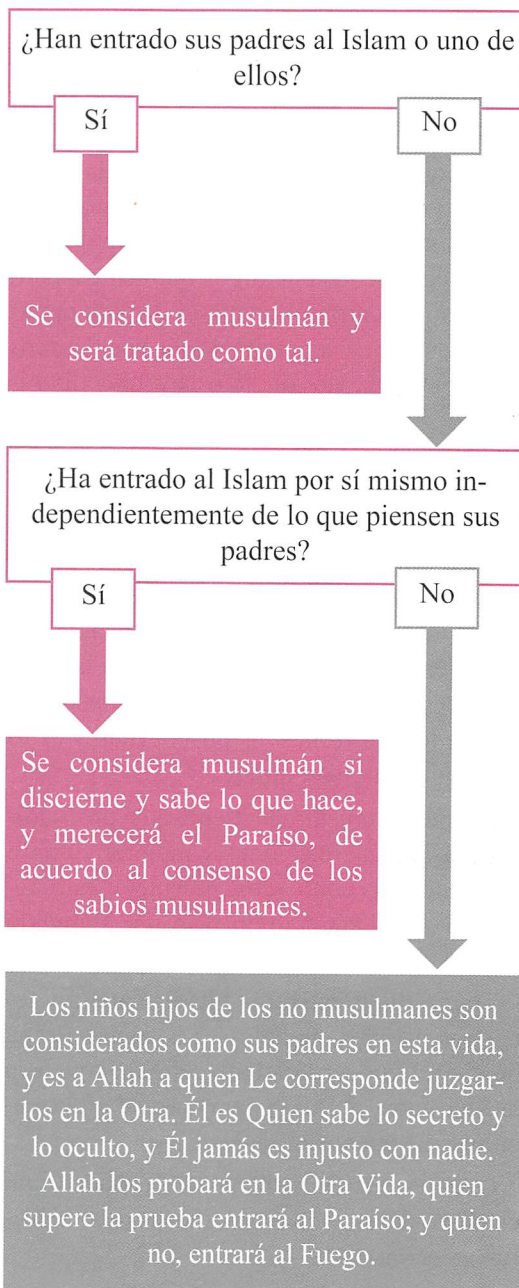 ¿Han entrado sus padres al Islam o uno de
ellos?
Sí
No
Se considera musulmán y
será tratado como tal.
¿Ha entrado al Islam por sí mismo in-
dependientemente de lo que piensen sus
padres?
Sí
No
Se considera musulmán si
discierne y sabe lo que hace,
y merecerá el Paraíso, de
acuerdo al consenso de los
sabios musulmanes.
Los niños hijos de los no musulmanes son
considerados como sus padres en esta vida,
y es a Allah a quien Le corresponde juzgar-
los en la Otra. Él es Quien sabe lo secreto y
lo oculto, y Él jamás es injusto con nadie.
Allah los probará en la Otra Vida, quien
supere la prueba entrará al Paraíso; y quien
no, entrará al Fuego.